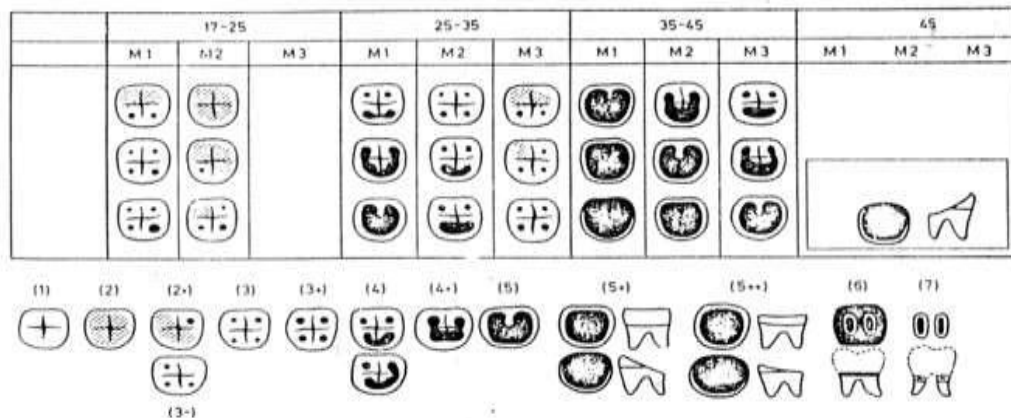 17-25 25-35 35-45 45
M1 M2 M3 M1 M2 M3 M1 M2 M3 M1 M2 M3
(1) (2) (2+) (3) (3+) (4) (4+) (5) (5+) (5++) (6) (7)
(3-)